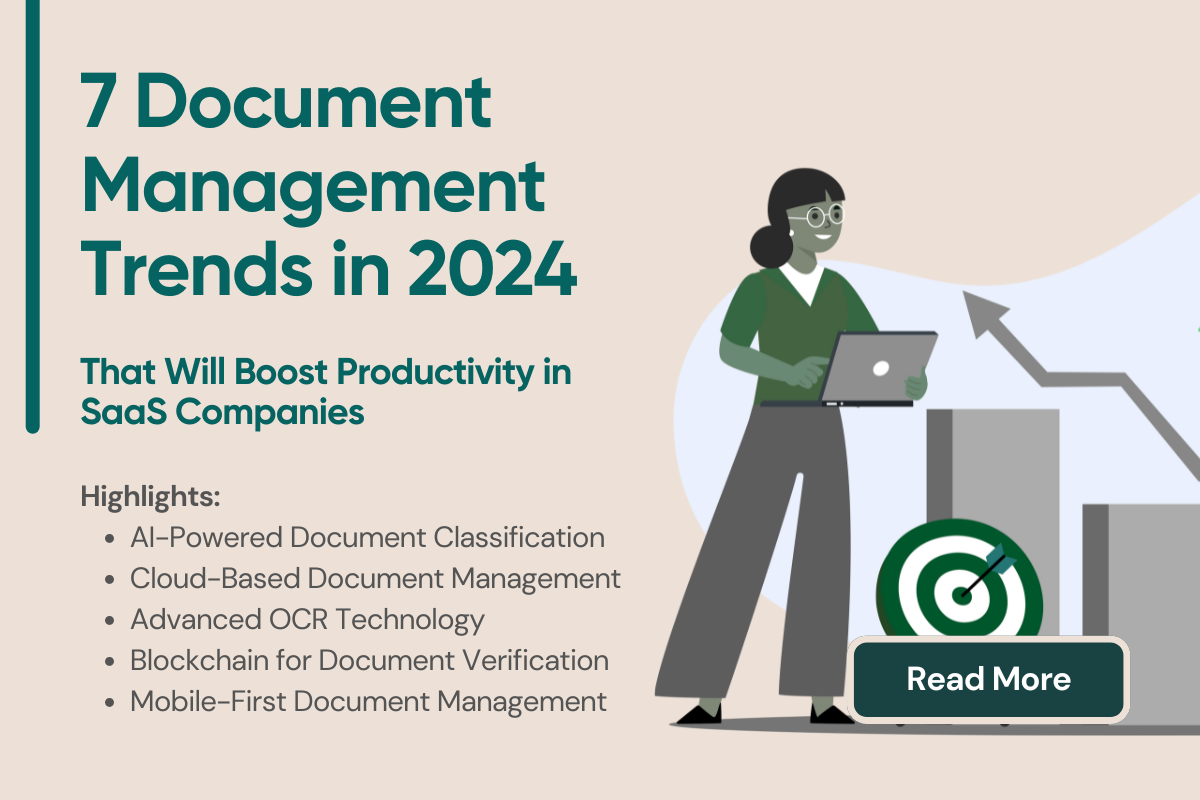 7 Document
Management
Trends in 2024
That Will Boost Productivity in
SaaS Companies
Highlights:
• AI-Powered Document Classification
• Cloud-Based Document Management
• Advanced OCR Technology
• Blockchain for Document Verification
• Mobile-First Document Management
Read More